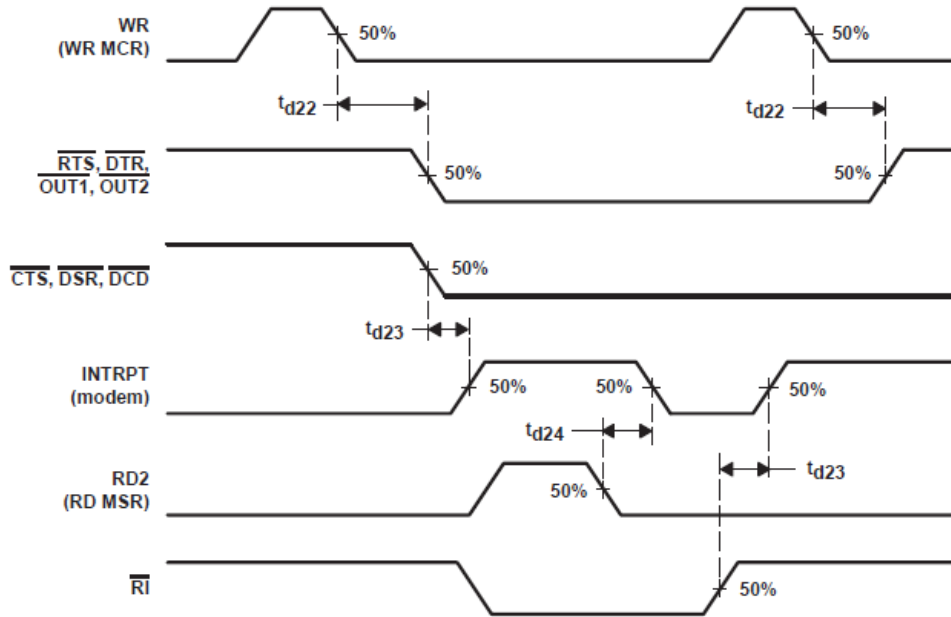 WR
(WR MCR)
50%
50%
td22
td22
RTS, DTR,
OUT1, OUT2
50%
50%
CTS, DSR, DCD
50%
td23
INTRPT
(modem)
50%
50%
50%
td24
td23
RD2
(RD MSR)
50%
RI
50%